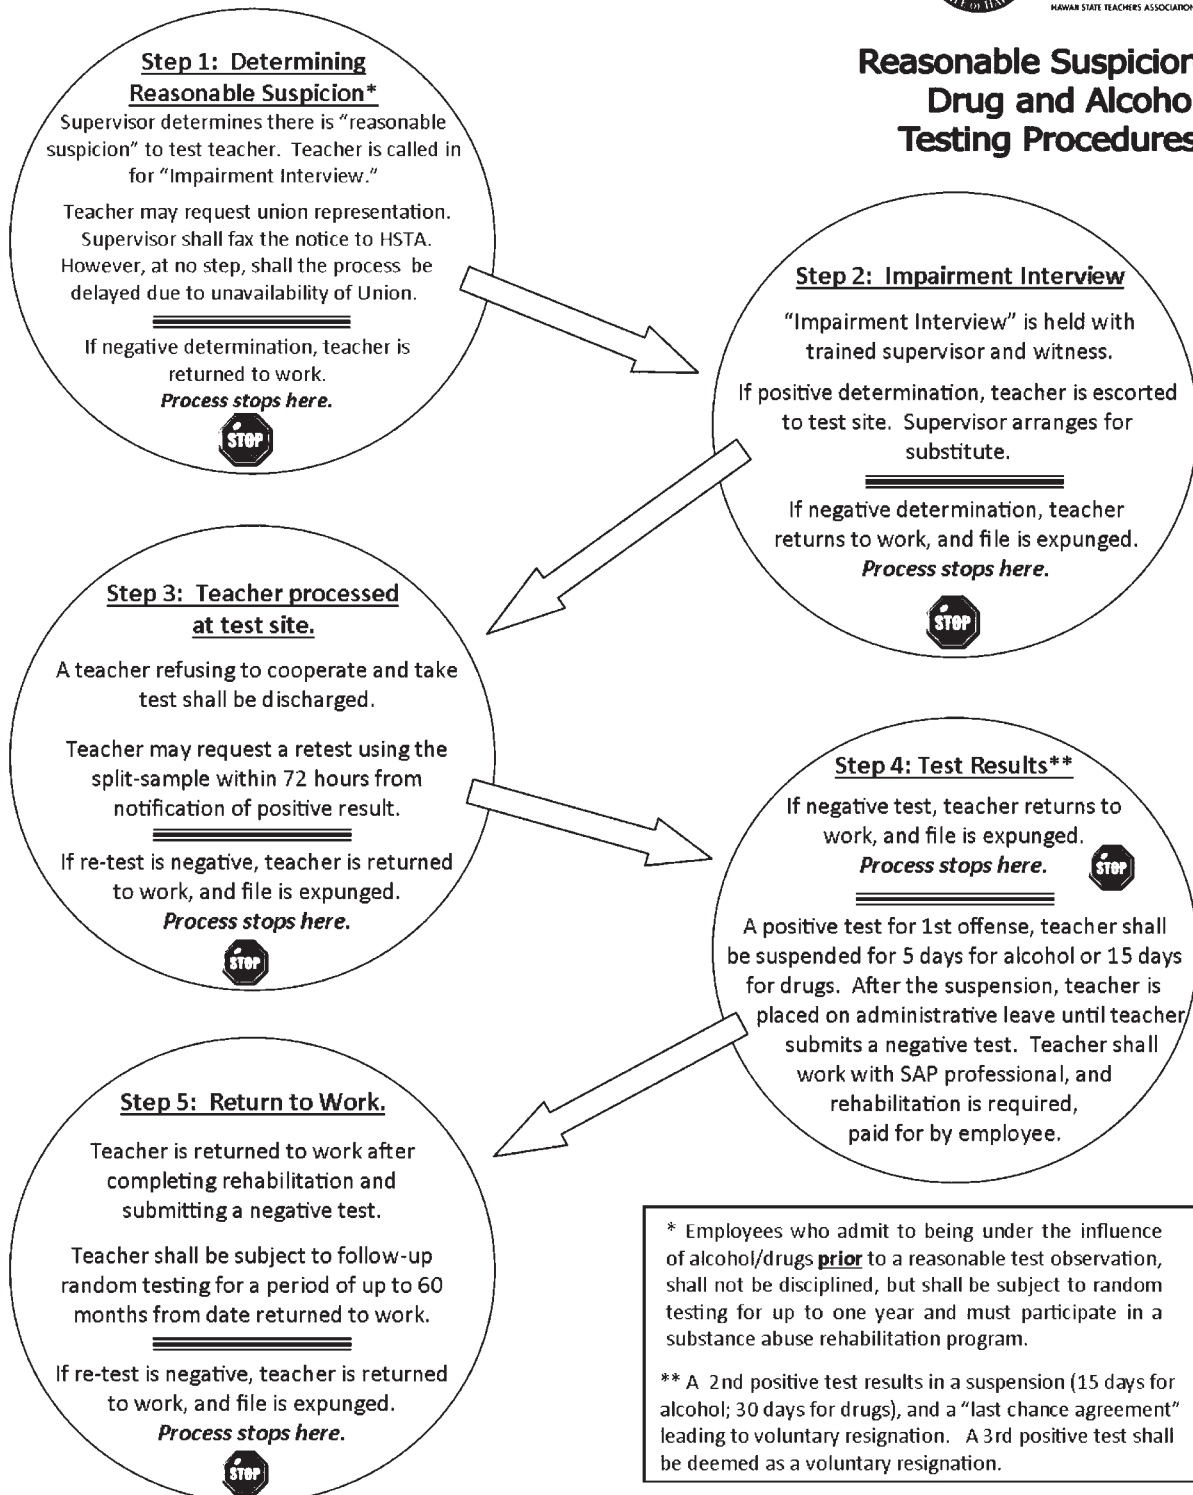 HAWAII STATE TEACHERS ASSOCIATION
Reasonable Suspicion
Drug and Alcohol
Testing Procedures
Step 1: Determining
Reasonable Suspicion*
Supervisor determines there is “reasonable
suspicion” to test teacher. Teacher is called in
for “Impairment Interview.”
Teacher may request union representation.
Supervisor shall fax the notice to HSTA.
However, at no step, shall the process be
delayed due to unavailability of Union.
If negative determination, teacher is
returned to work.
Process stops here.
STOP
Step 2: Impairment Interview
“Impairment Interview” is held with
trained supervisor and witness.
If positive determination, teacher is escorted
to test site. Supervisor arranges for
substitute.
If negative determination, teacher
returns to work, and file is expunged.
Process stops here.
STOP
Step 3: Teacher processed
at test site.
A teacher refusing to cooperate and take
test shall be discharged.
Teacher may request a retest using the
split-sample within 72 hours from
notification of positive result.
If re-test is negative, teacher is returned
to work, and file is expunged.
Process stops here.
STOP
Step 4: Test Results**
If negative test, teacher returns to
work, and file is expunged.
Process stops here.
STOP
A positive test for 1st offense, teacher shall
be suspended for 5 days for alcohol or 15 days
for drugs. After the suspension, teacher is
placed on administrative leave until teacher
submits a negative test. Teacher shall
work with SAP professional, and
rehabilitation is required,
paid for by employee.
Step 5: Return to Work.
Teacher is returned to work after
completing rehabilitation and
submitting a negative test.
Teacher shall be subject to follow-up
random testing for a period of up to 60
months from date returned to work.
If re-test is negative, teacher is returned
to work, and file is expunged.
Process stops here.
STOP
* Employees who admit to being under the influence
of alcohol/drugs prior to a reasonable test observation,
shall not be disciplined, but shall be subject to random
testing for up to one year and must participate in a
substance abuse rehabilitation program.
** A 2nd positive test results in a suspension (15 days for
alcohol; 30 days for drugs), and a “last chance agreement”
leading to voluntary resignation. A 3rd positive test shall
be deemed as a voluntary resignation.